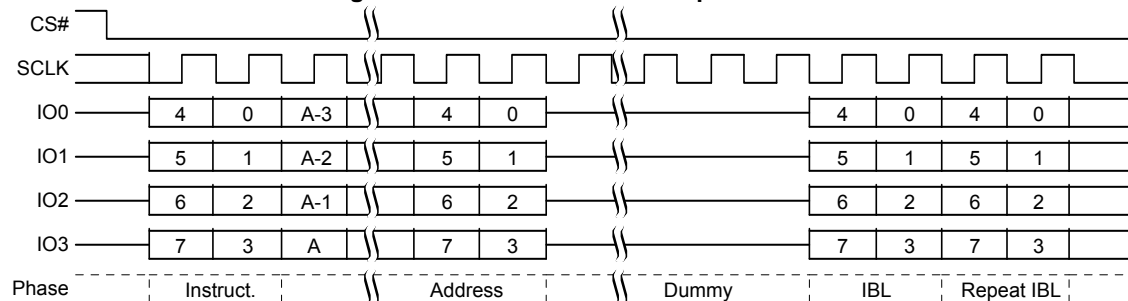 CS#
SCLK
IO0 4 0 A-3 4 0 4 0 4 0
IO1 5 1 A-2 5 1 5 1 5 1
IO2 6 2 A-1 6 2 6 2 6 2
IO3 7 3 A 7 3 7 3 7 3
Phase Instruct. Address Dummy IBL Repeat IBL